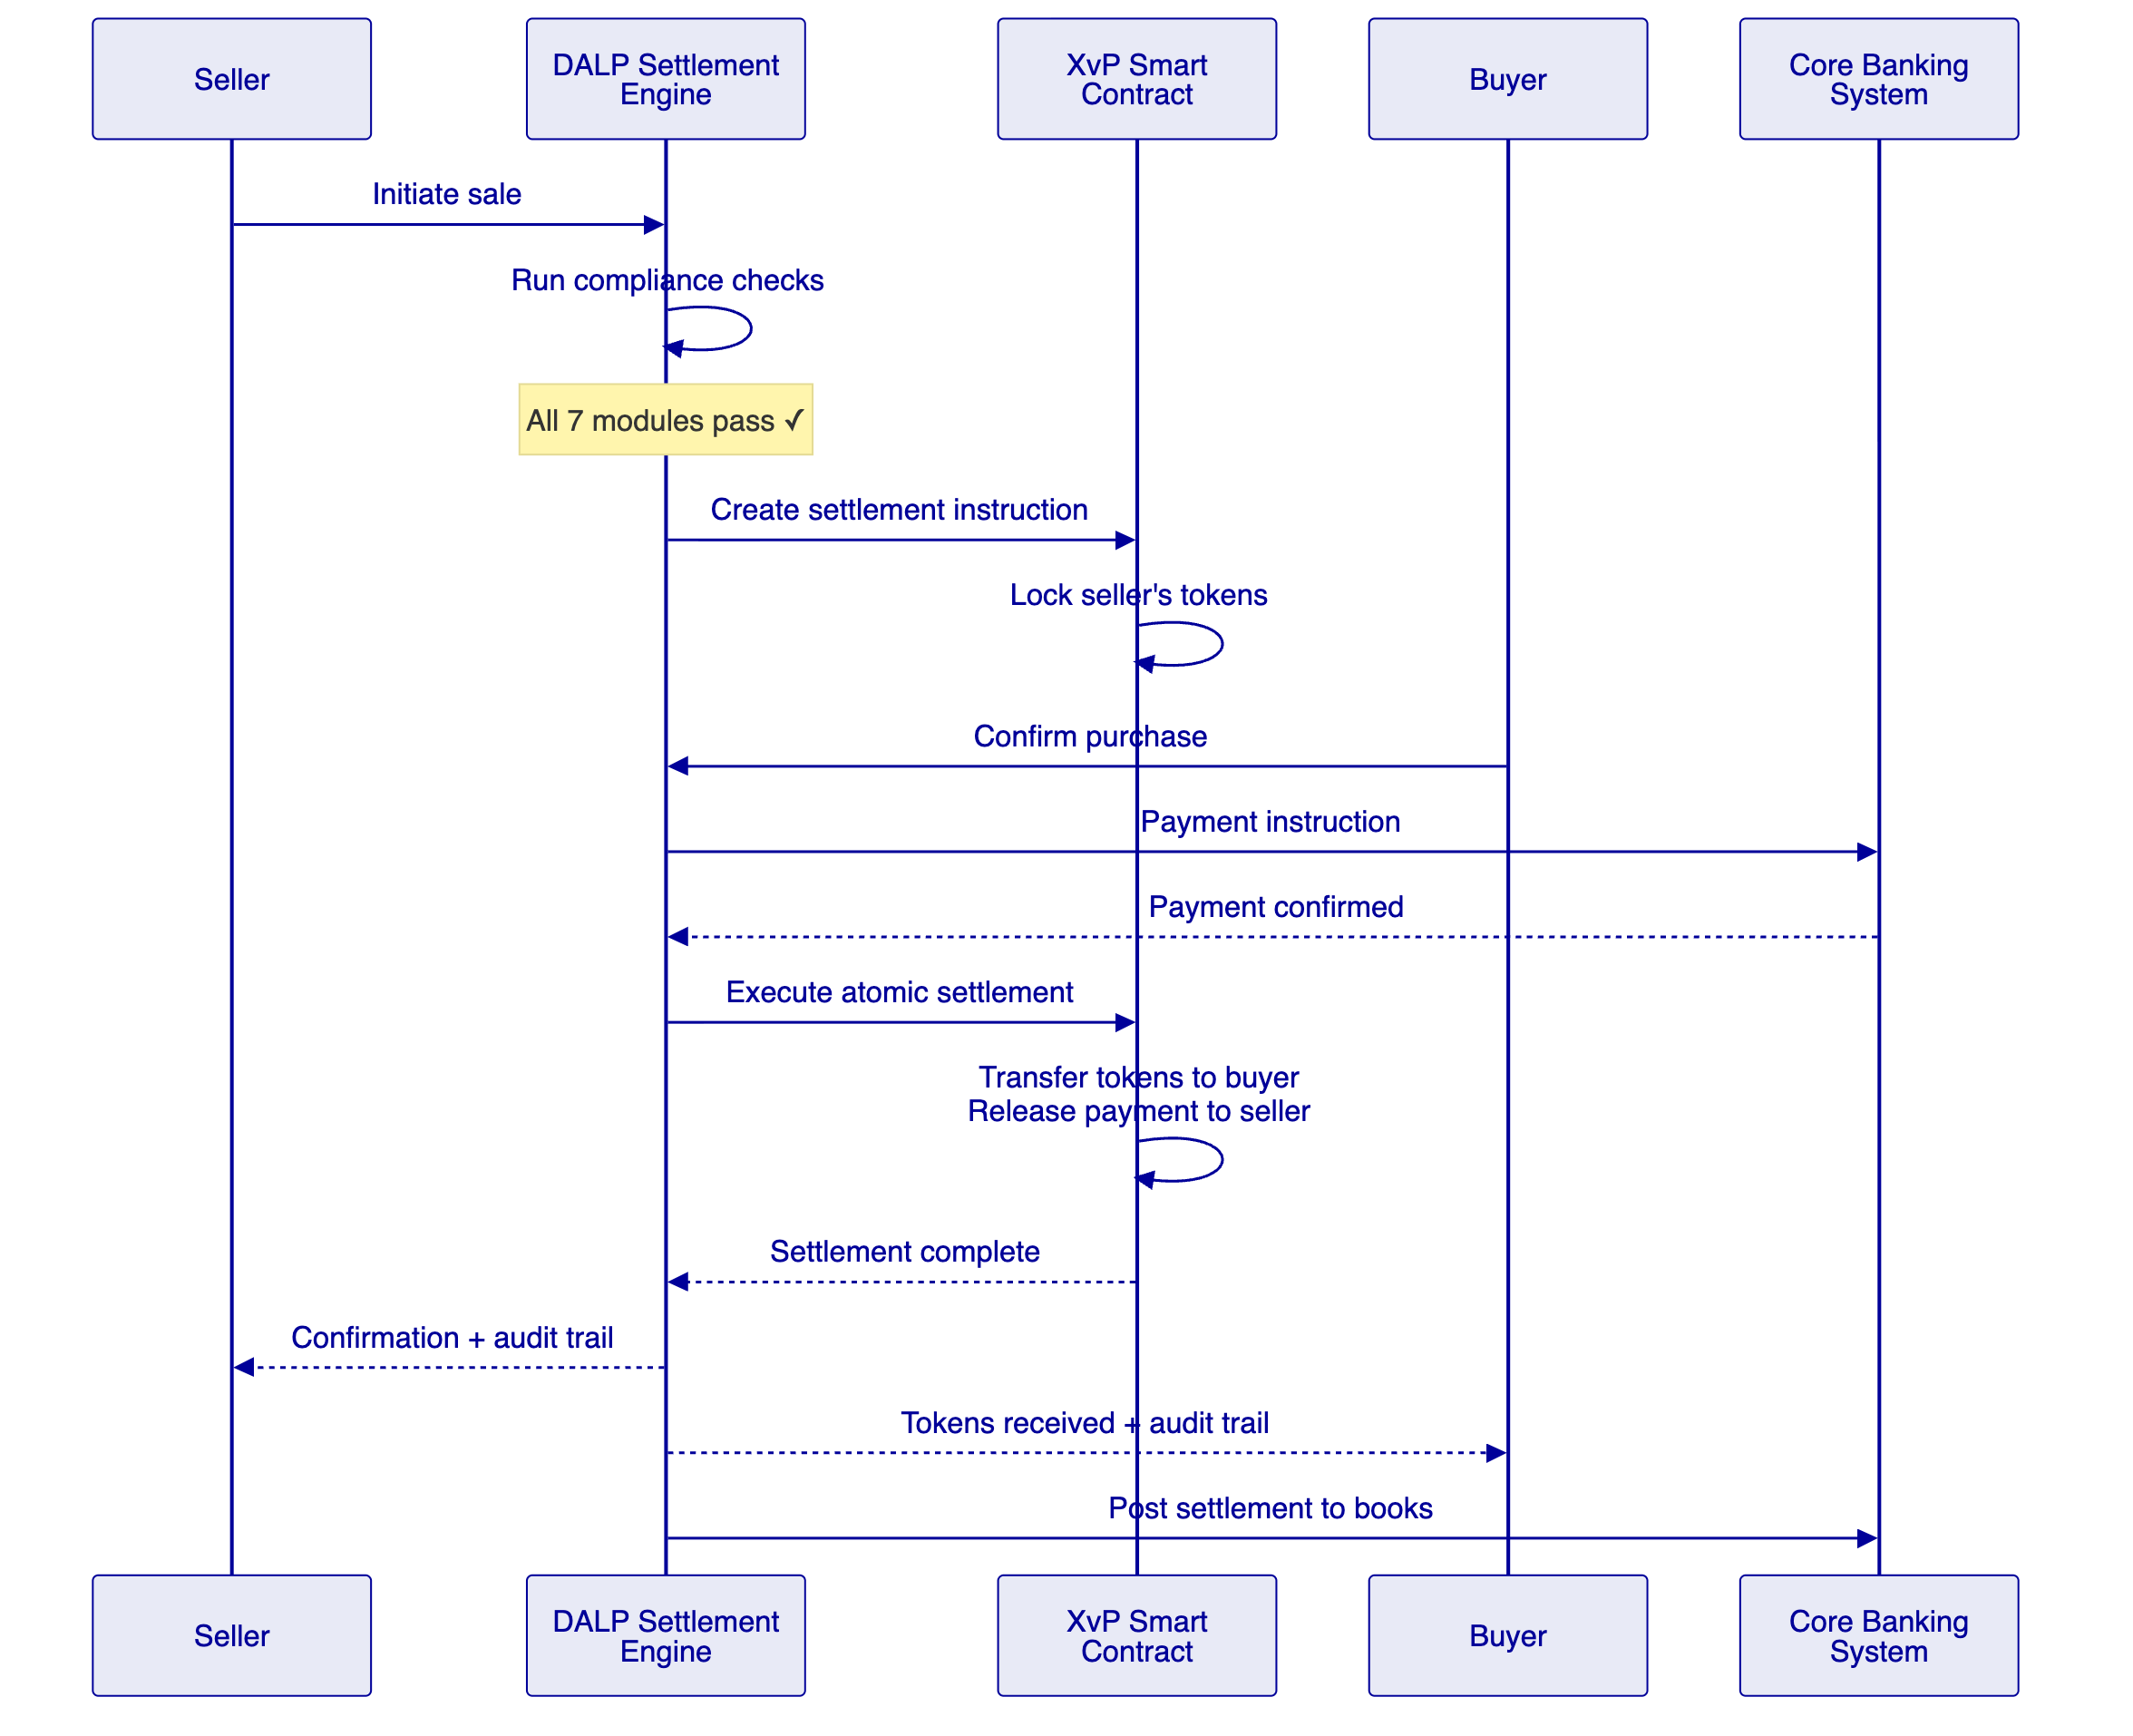 Seller
DALP Settlement
Engine
XvP Smart
Contract
Buyer
Core Banking
System
Initiate sale
Run compliance checks
All 7 modules pass ✓
Create settlement instruction
Lock seller's tokens
Confirm purchase
Payment instruction
Payment confirmed
Execute atomic settlement
Transfer tokens to buyer
Release payment to seller
Settlement complete
Confirmation + audit trail
Tokens received + audit trail
Post settlement to books
Seller
DALP Settlement
Engine
XvP Smart
Contract
Buyer
Core Banking
System